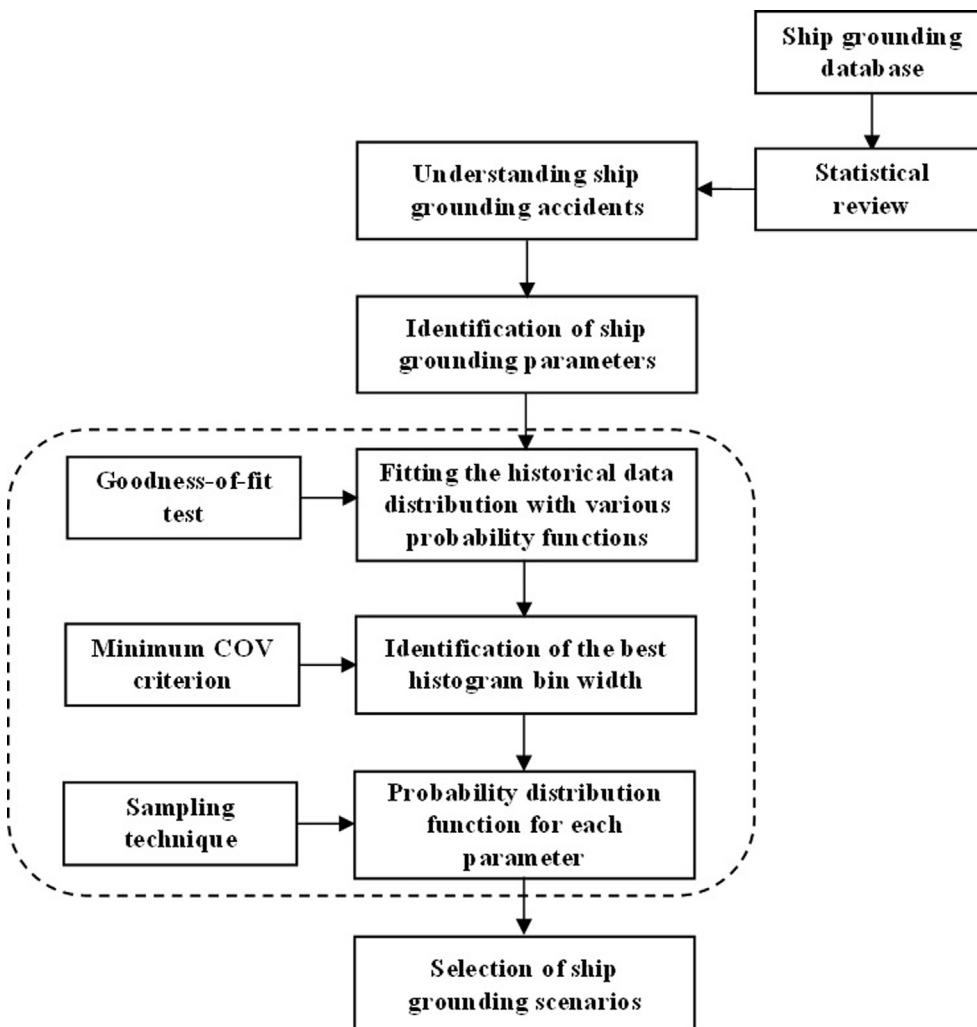 Ship grounding
database
Understanding ship
grounding accidents
Statistical
review
Identification of ship
grounding parameters
Goodness-of-fit
test
Fitting the historical data
distribution with various
probability functions
Minimum COV
criterion
Identification of the best
histogram bin width
Sampling
technique
Probability distribution
function for each
parameter
Selection of ship
grounding scenarios